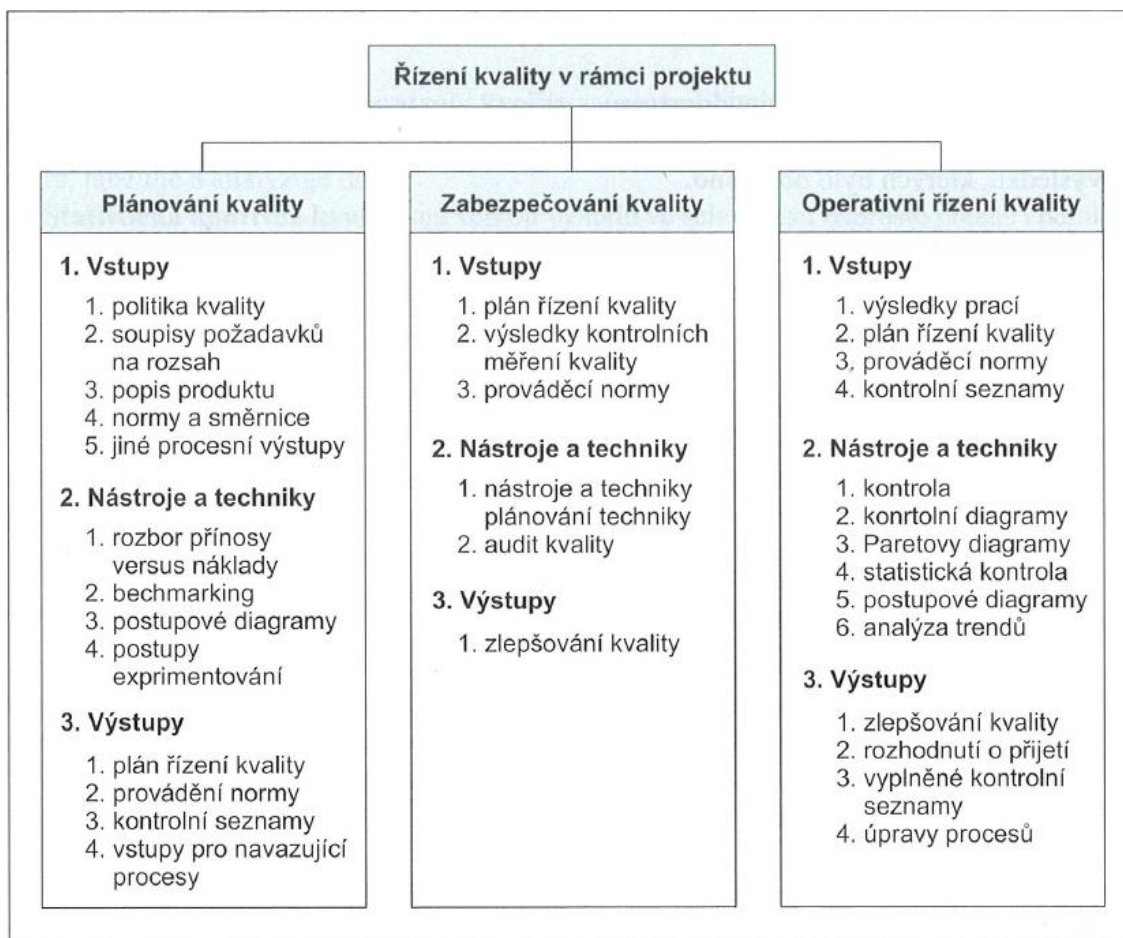 Řízení kvality v rámci projektu
Plánování kvality
1. Vstupy
1. politika kvality
2. soupisy požadavků
na rozsah
3. popis produktu
4. normy a směrnice
5. jiné procesní výstupy
2. Nástroje a techniky
1. rozbor přínosy
versus náklady
2. bechmarking
3. postupové diagramy
4. postupy
exprimentování
3. Výstupy
1. plán řízení kvality
2. provádění normy
3. kontrolní seznamy
4. vstupy pro navazující
procesy
Zabezpečování kvality
1. Vstupy
1. plán řízení kvality
2. výsledky kontrolních
měření kvality
3. prováděcí normy
2. Nástroje a techniky
1. nástroje a techniky
plánování techniky
2. audit kvality
3. Výstupy
1. zlepšování kvality
Operativní řízení kvality
1. Vstupy
1. výsledky prací
2. plán řízení kvality
3. prováděcí normy
4. kontrolní seznamy
2. Nástroje a techniky
1. kontrola
2. konrtolní diagramy
3. Paretovy diagramy
4. statistická kontrola
5. postupové diagramy
6. analýza trendů
3. Výstupy
1. zlepšování kvality
2. rozhodnutí o přijetí
3. vyplněné kontrolní
seznamy
4. úpravy procesů